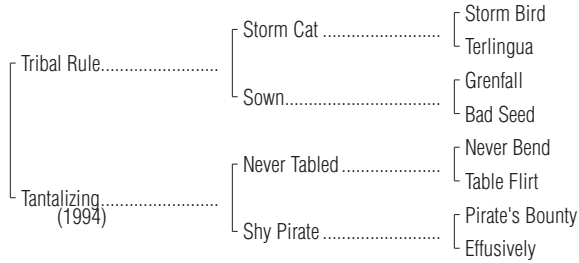 Storm Bird
Storm Cat ..........................
Terlingua
Tribal Rule..........................
Grenfall
Sown..................................
Bad Seed
Never Bend
Never Tabled ......................
Table Flirt
Tantalizing..........................
(1994)
Pirate's Bounty
Shy Pirate ..........................
Effusively